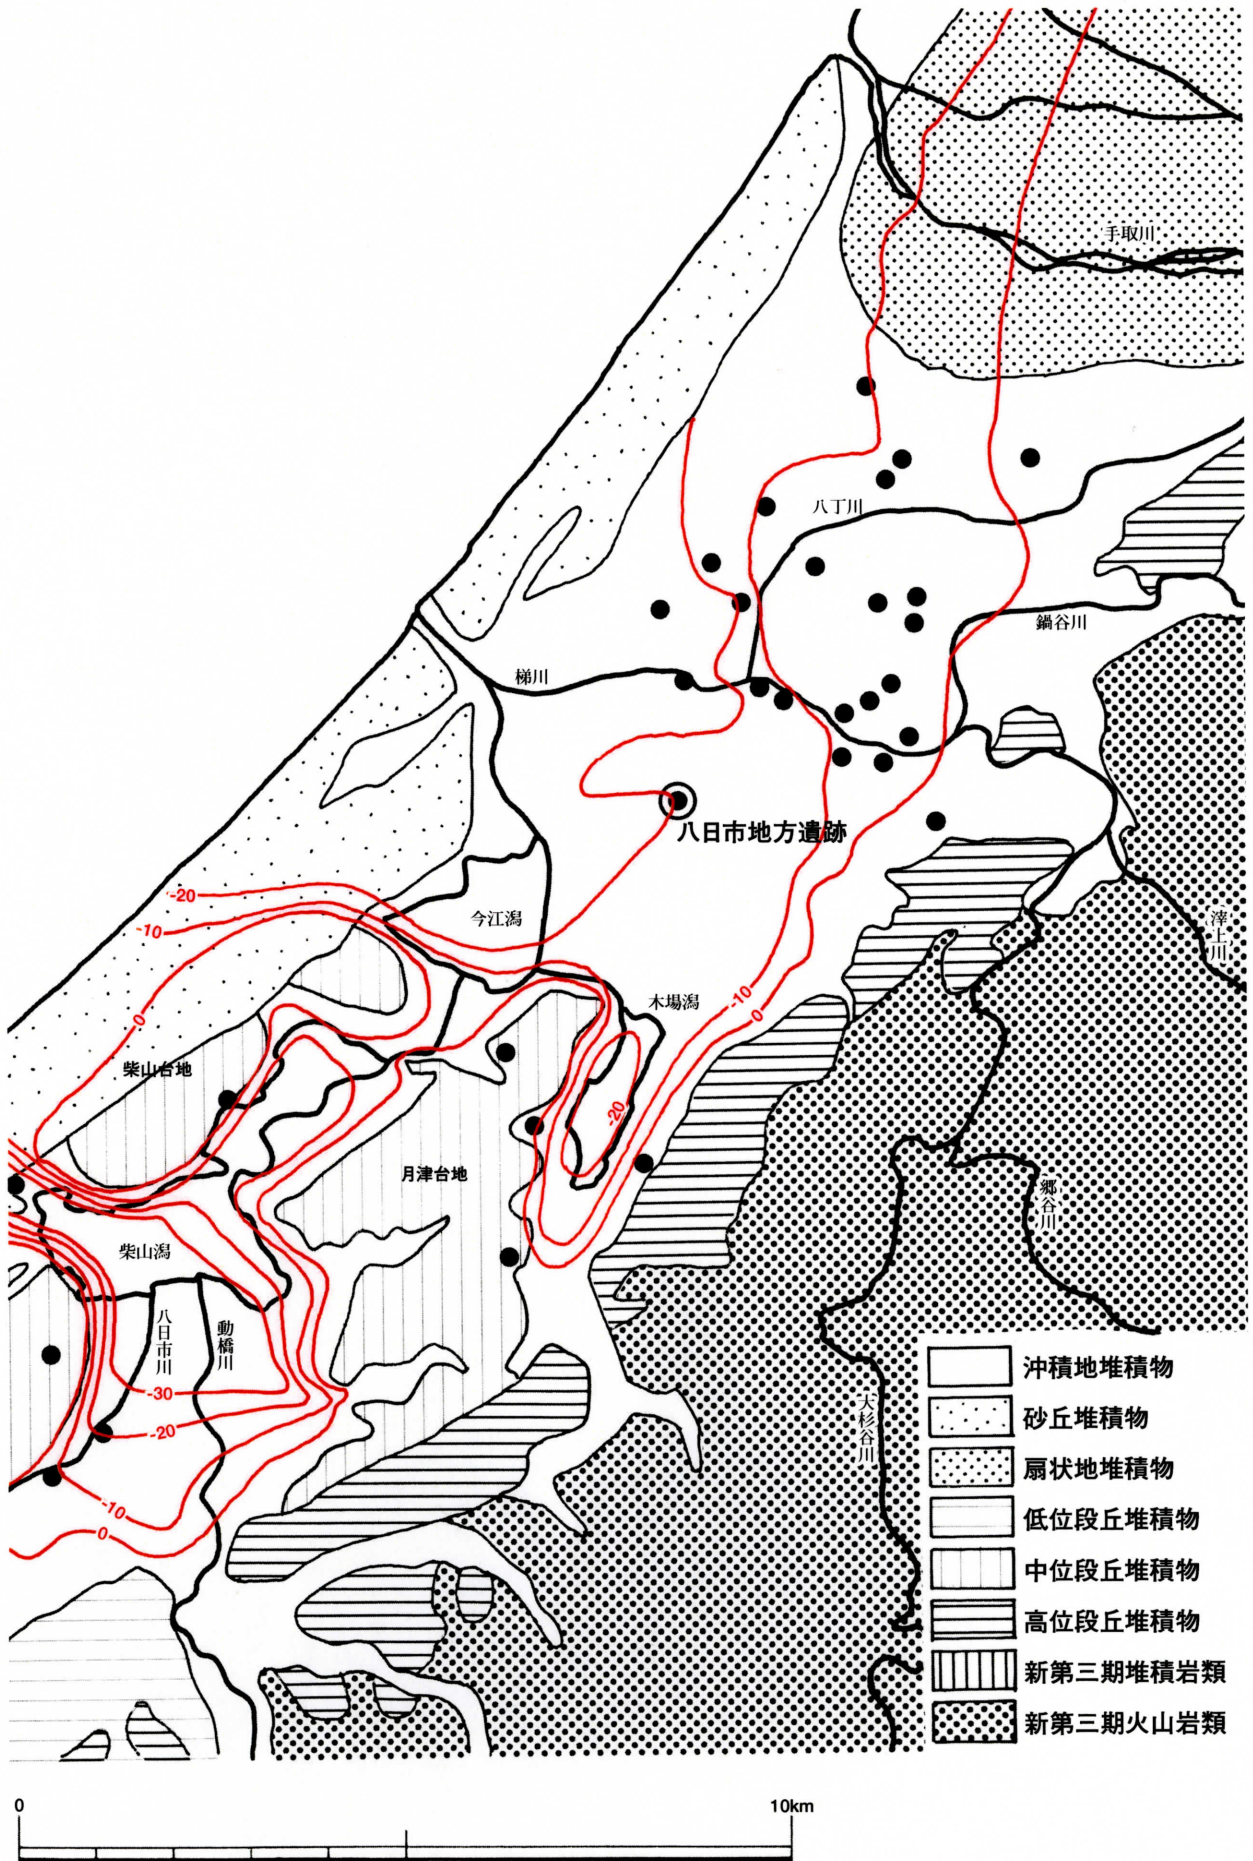 手取川
八丁川
鍋谷川
梯川
八日市地方遺跡
-20
今江潟
滓上川
-10
木場潟
-10
0
0
柴山台地
-20
月津台地
郷谷川
柴山潟
八日市川
動橋川
-30
大杉谷川
-20
-10
0
沖積地堆積物
砂丘堆積物
扇状地堆積物
低位段丘堆積物
中位段丘堆積物
高位段丘堆積物
新第三期堆積岩類
新第三期火山岩類
0
10km